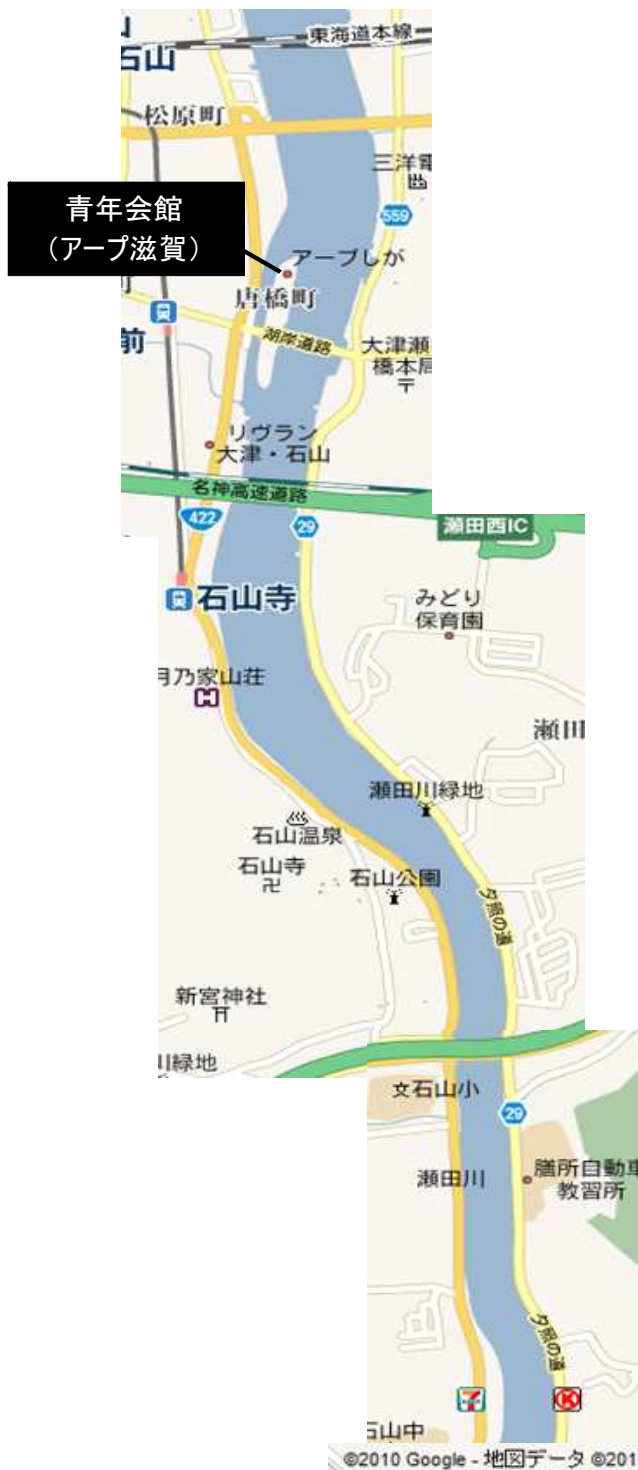 東海道本線
石山
松原町
三洋電
559
青年会館
（アープ滋賀）
アーブしが
唐橋町
前
湖岸道路
大津瀬
橋本局
リヴラン
大津・石山
名神高速道路
422
29
瀬田西IC
石山寺
みどり
保育園
月乃家山荘
瀬田
瀬田川緑地
石山温泉
石山寺
石山公園
夕照の道
新宮神社
川緑地
文石山小
29
瀬田川
膳所自動車
教習所
夕照の道
7
K
石山中
©2010 Google - 地図データ ©201